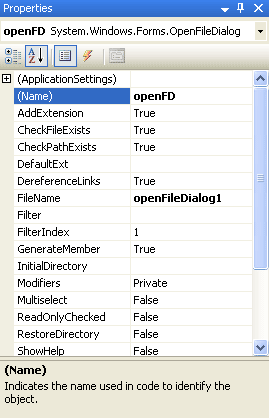 Properties
openFD System.Windows.Forms.OpenFileDialog
(ApplicationSettings)
(Name) openFD
AddExtension True
CheckFileExists True
CheckPathExists True
DefaultExt
DereferenceLinks True
FileName openFileDialog1
Filter
FilterIndex 1
GenerateMember True
InitialDirectory
Modifiers Private
Multiselect False
ReadOnlyChecked False
RestoreDirectory False
ShowHelp False
(Name)
Indicates the name used in code to identify the
object.